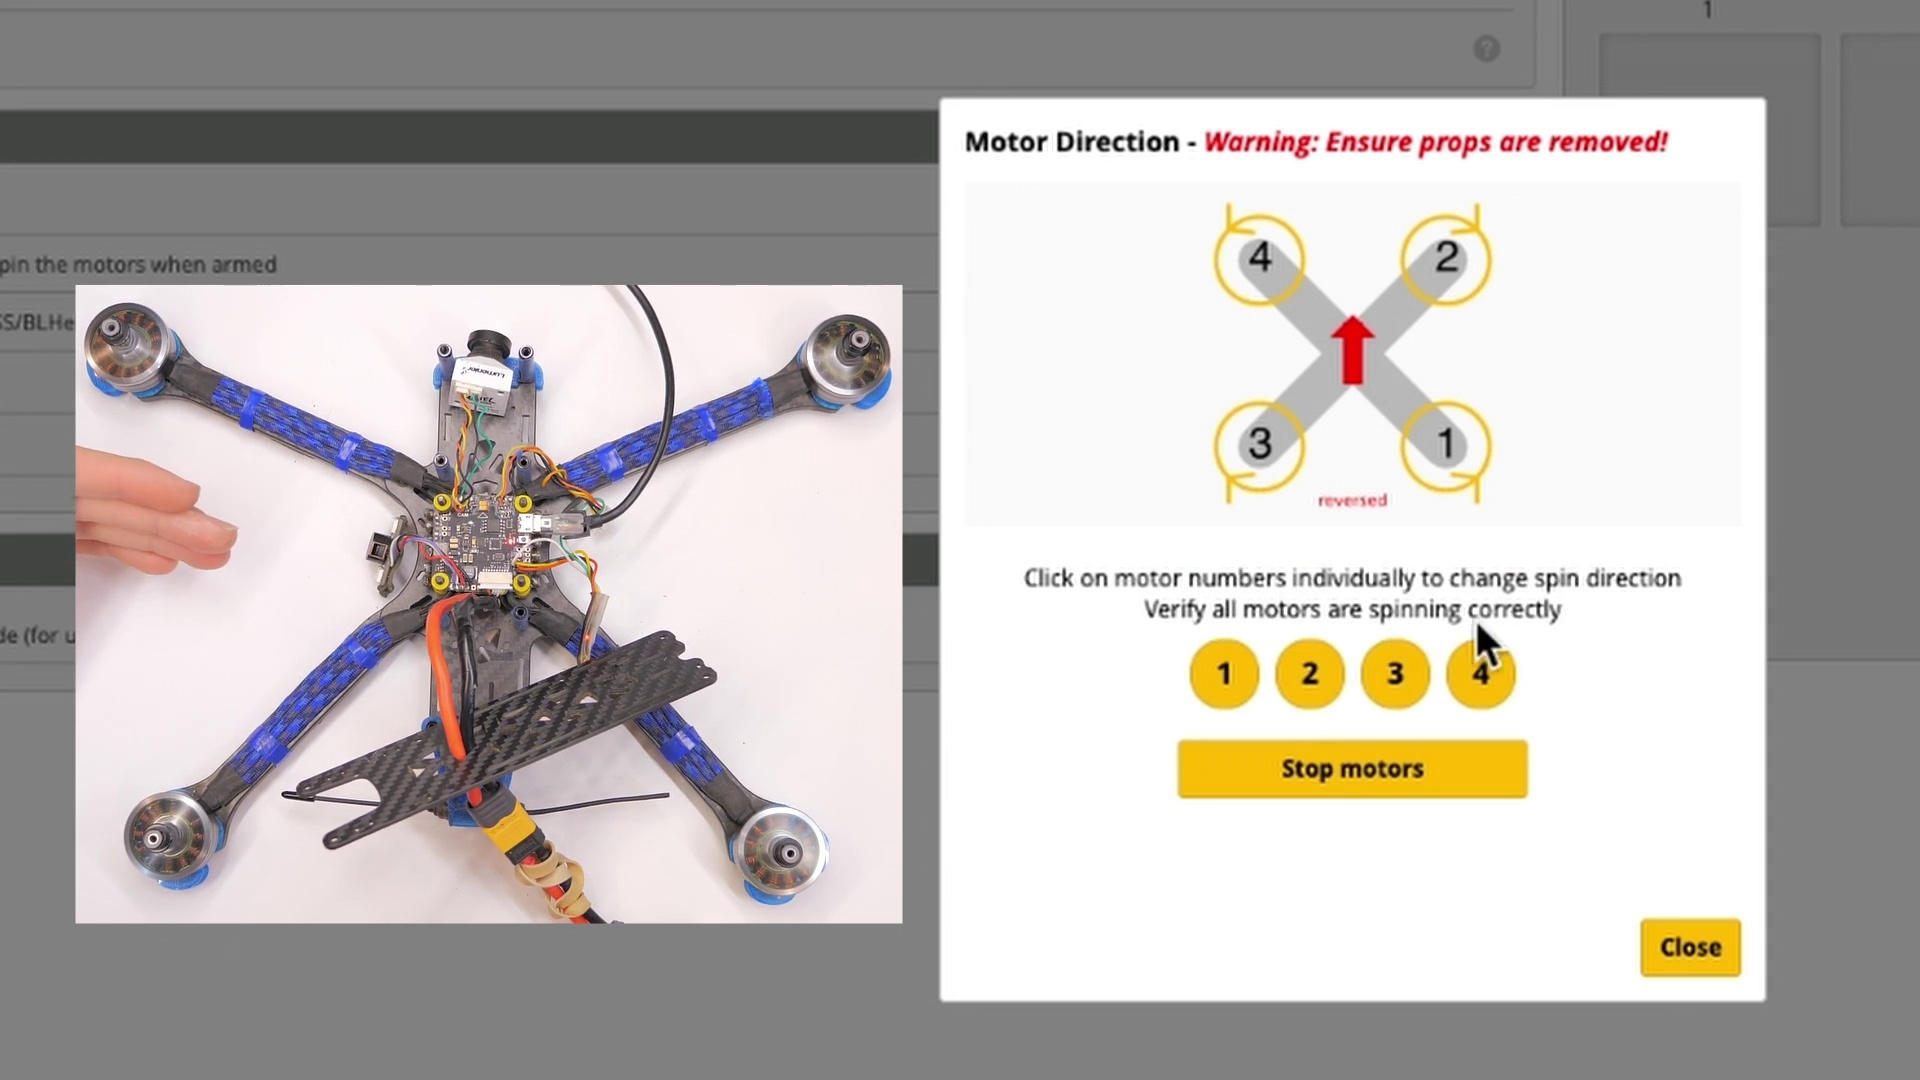 1
?
Motor Direction - Warning: Ensure props are removed!
4
2
3
1
reversed
pin the motors when armed
SS/BLHe
de (for u
Lumenier
CAM
Click on motor numbers individually to change spin direction
Verify all motors are spinning correctly
1 2 3 4
Stop motors
Close